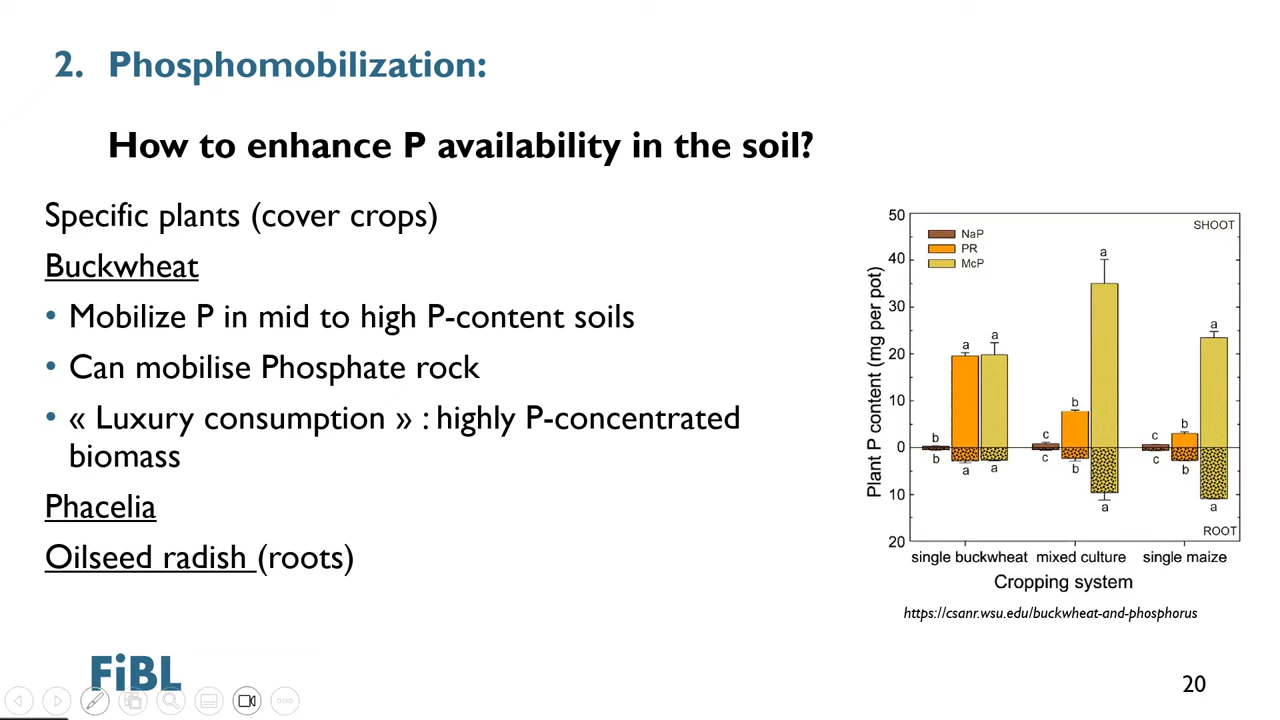 2. Phosphomobilization:
How to enhance P availability in the soil?
Specific plants (cover crops)
Buckwheat
• Mobilize P in mid to high P-content soils
• Can mobilise Phosphate rock
• « Luxury consumption » : highly P-concentrated
biomass
Phacelia
Oilseed radish (roots)
50
40
30
20
10
0
10
20
Plant P content (mg per pot)
SHOOT
NaP
PR
McP
b
a
a
c
b
a
c
b
a
b
a
a
c
b
a
c
b
a
ROOT
single buckwheat mixed culture single maize
Cropping system
https://csanr.wsu.edu/buckwheat-and-phosphorus
FiBL
20